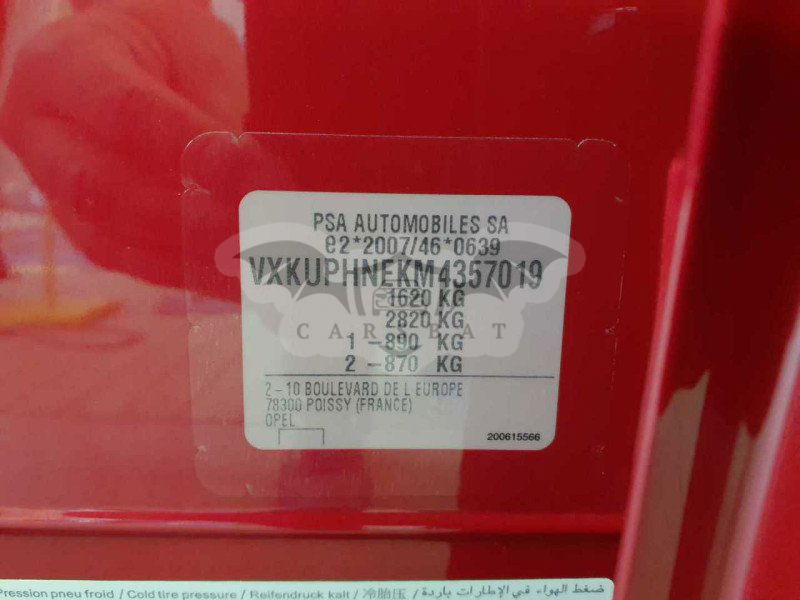 PSA AUTOMOBILES SA
e2*2007/46*0639
VXKUPHNEKM4357019
1620 KG
2820 KG
1 -890 KG
2 -870 KG
2-10 BOULEVARD DE L EUROPE
78300 POISSY (FRANCE)
OPEL
200615566
CARSBAT
Pression pneu froid / Cold tire pressure / Reifendruck kalt / 冷胎压 / ضغط الهواء في الإطارات باردة